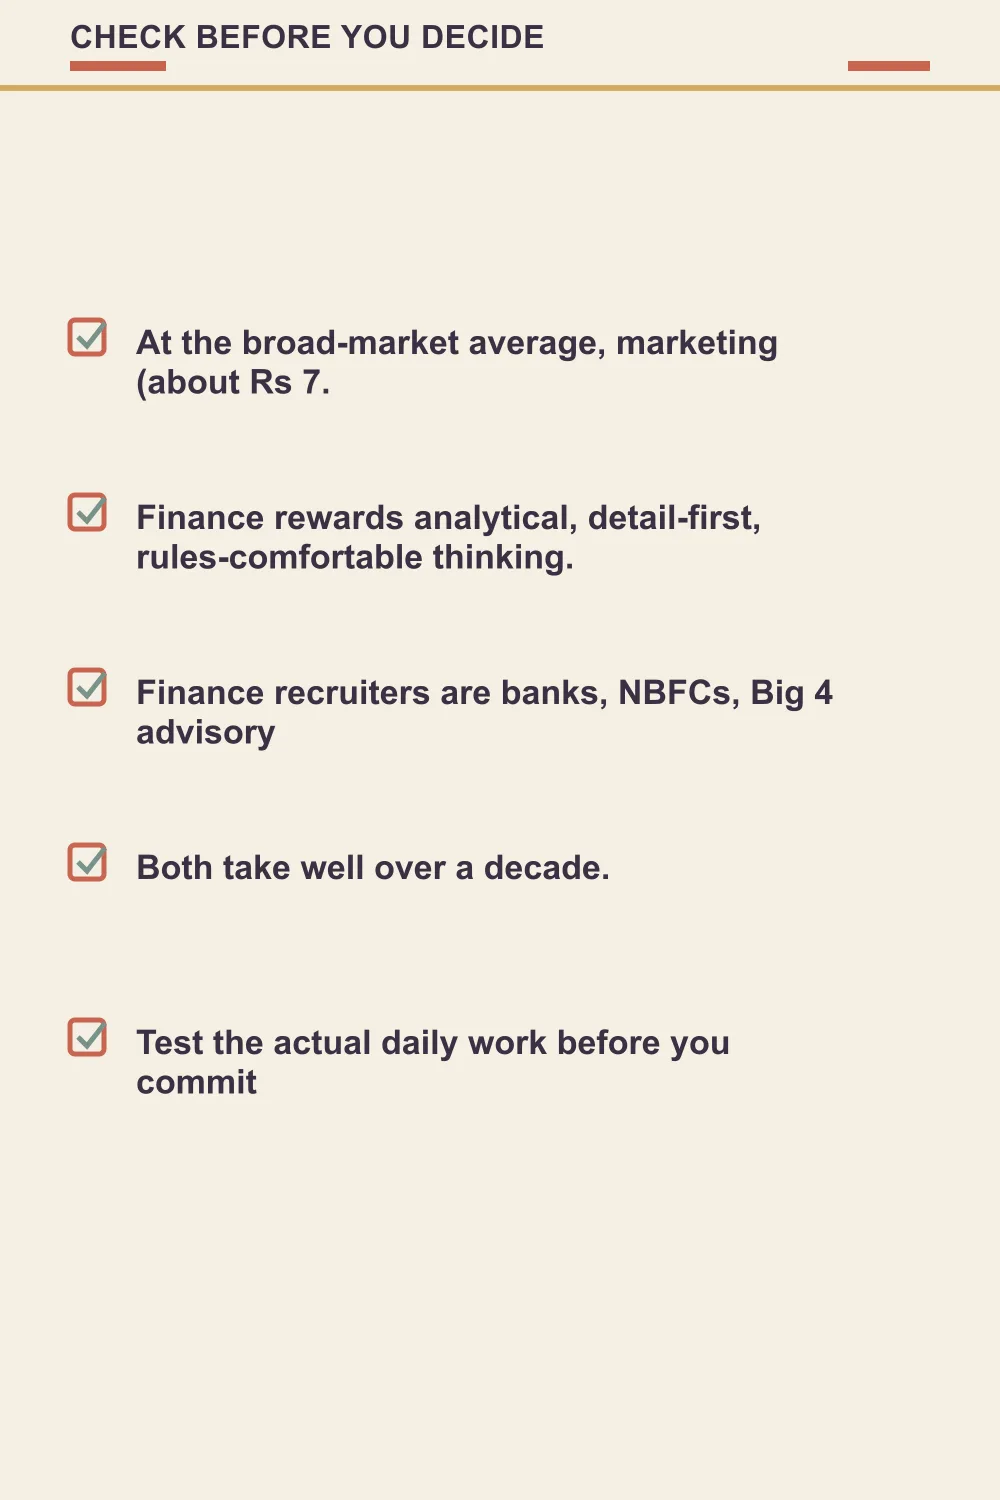 CHECK BEFORE YOU DECIDE
At the broad-market average, marketing
(about Rs 7.
Finance rewards analytical, detail-first,
rules-comfortable thinking.
Finance recruiters are banks, NBFCs, Big 4
advisory
Both take well over a decade.
Test the actual daily work before you
commit